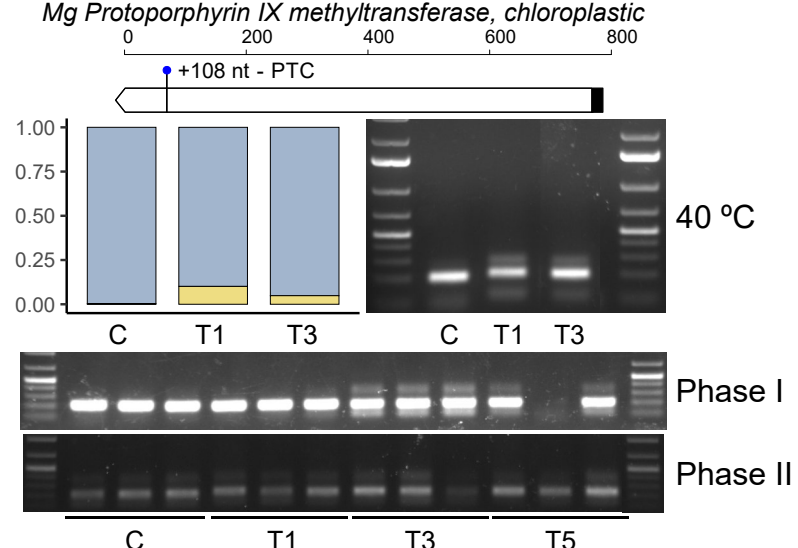 Mg Protoporphyrin IX methyltransferase, chloroplastic
0 200 400 600 800
+108 nt - PTC
1.00
0.75
0.50
0.25
0.00
C T1 T3
C T1 T3
40 ºC
Phase I
Phase II
C T1 T3 T5